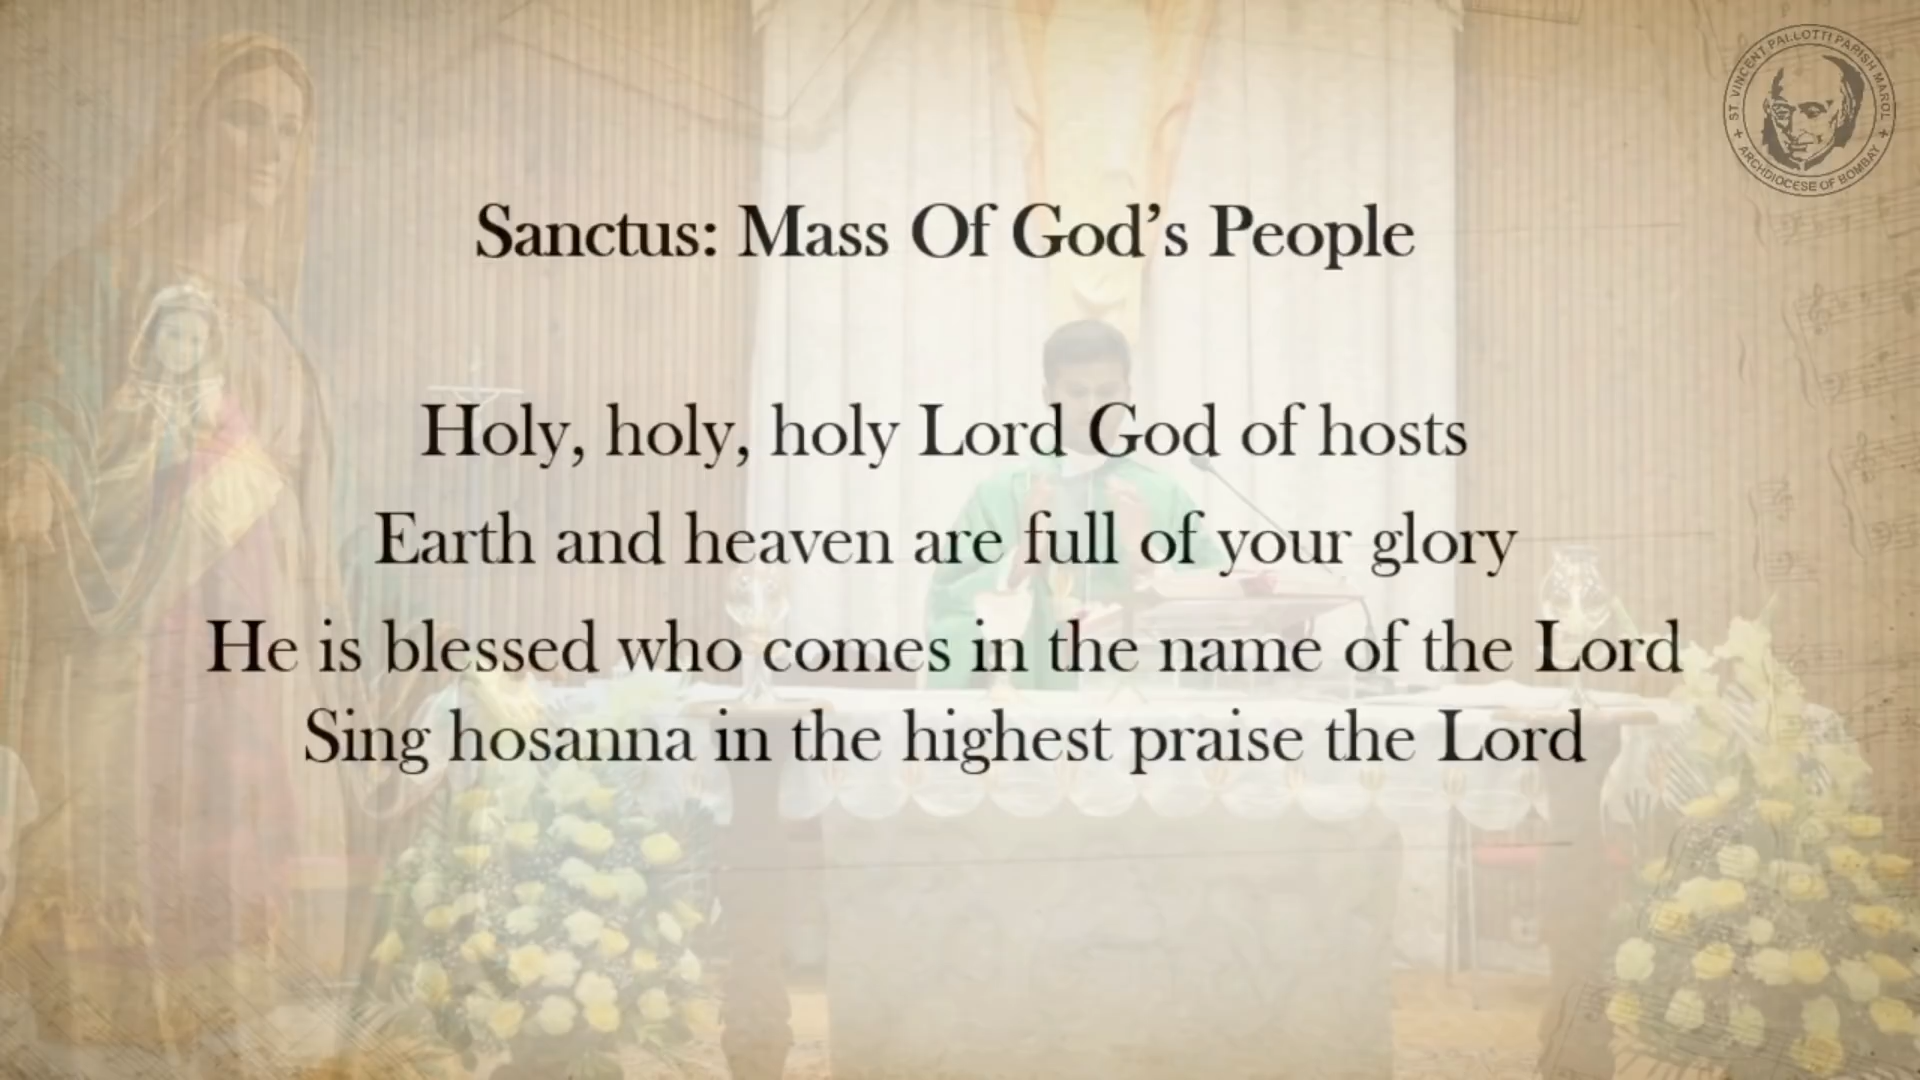 ST VINCENT PALLOTTI PARISH MAROL
ARCHDIOCESE OF BOMBAY
Sanctus: Mass Of God’s People
Holy, holy, holy Lord God of hosts
Earth and heaven are full of your glory
He is blessed who comes in the name of the Lord
Sing hosanna in the highest praise the Lord